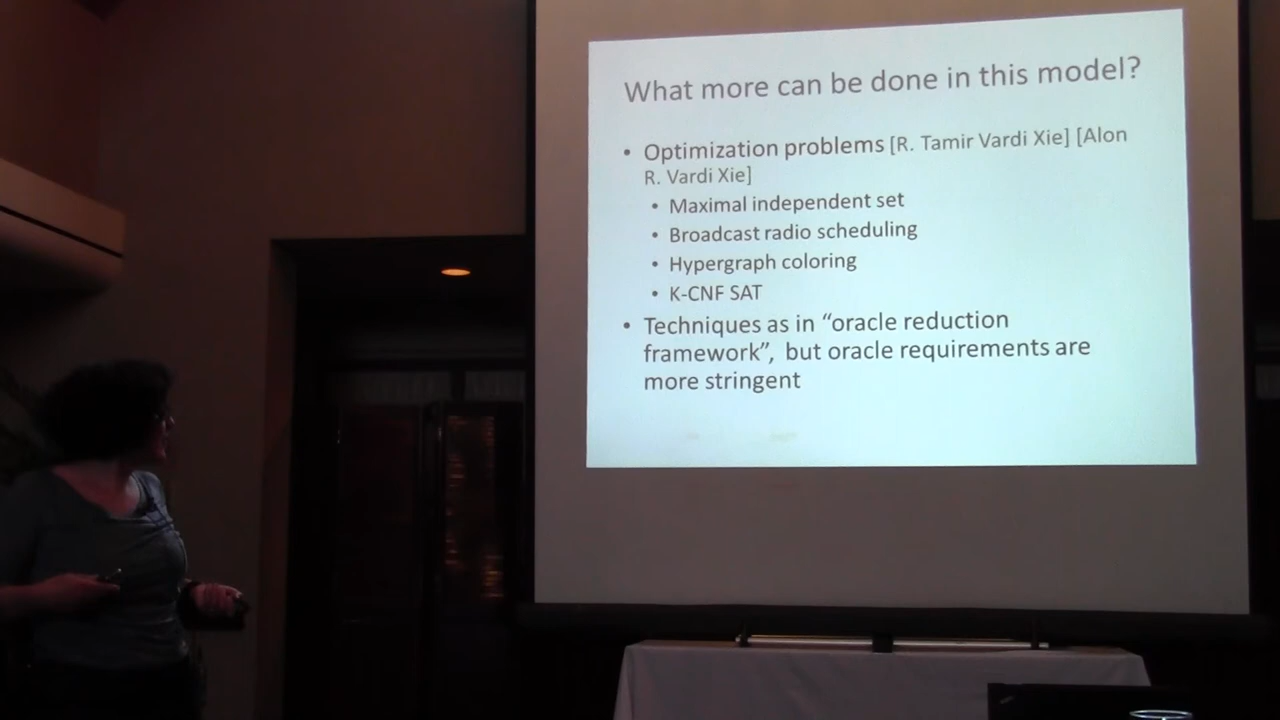 What more can be done in this model?
• Optimization problems [R. Tamir Vardi Xie] [Alon
R. Vardi Xie]
• Maximal independent set
• Broadcast radio scheduling
• Hypergraph coloring
• K-CNF SAT
• Techniques as in “oracle reduction
framework”, but oracle requirements are
more stringent